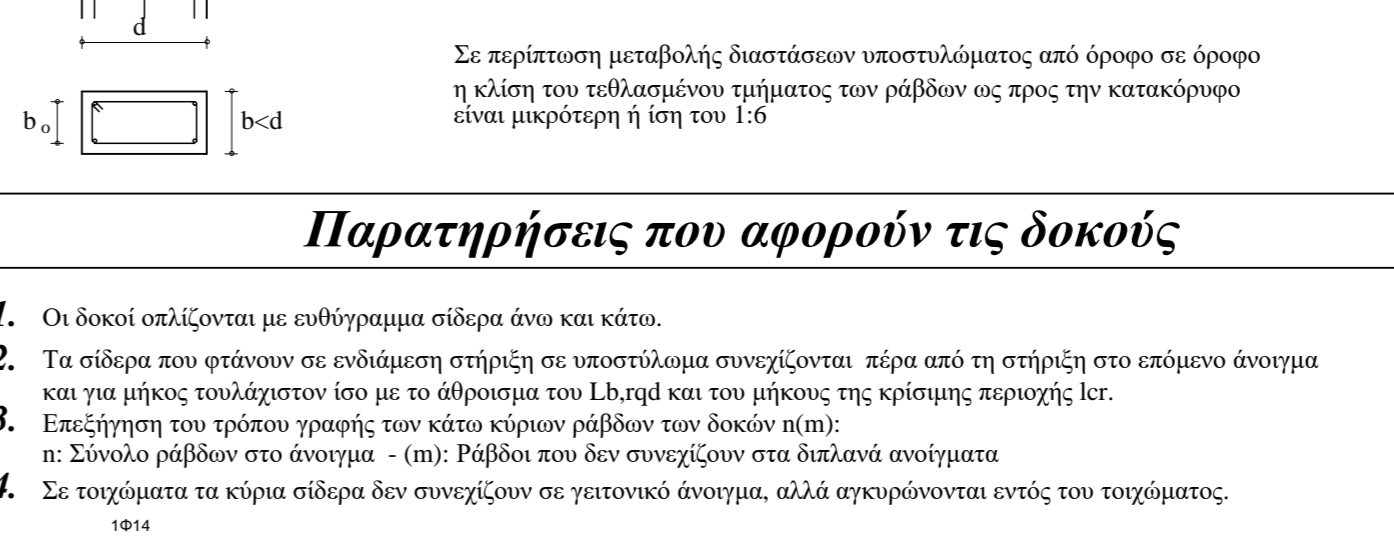 d
Σε περίπτωση μεταβολής διαστάσεων υποστυλώματος από όροφο σε όροφο
η κλίση του τεθλασμένου τμήματος των ράβδων ως προς την κατακόρυφο
είναι μικρότερη ή ίση του 1:6
b o
b<d
Παρατηρήσεις που αφορούν τις δοκούς
1. Οι δοκοί οπλίζονται με ευθύγραμμα σίδερα άνω και κάτω.
2. Τα σίδερα που φτάνουν σε ενδιάμεση στήριξη σε υποστύλωμα συνεχίζονται πέρα από τη στήριξη στο επόμενο άνοιγμα
και για μήκος τουλάχιστον ίσο με το άθροισμα του Lb,rqd και του μήκους της κρίσιμης περιοχής lcr.
3. Επεξήγηση του τρόπου γραφής των κάτω κύριων ράβδων των δοκών n(m):
n: Σύνολο ράβδων στο άνοιγμα - (m): Ράβδοι που δεν συνεχίζουν στα διπλανά ανοίγματα
4. Σε τοιχώματα τα κύρια σίδερα δεν συνεχίζουν σε γειτονικό άνοιγμα, αλλά αγκυρώνονται εντός του τοιχώματος.
1Φ14